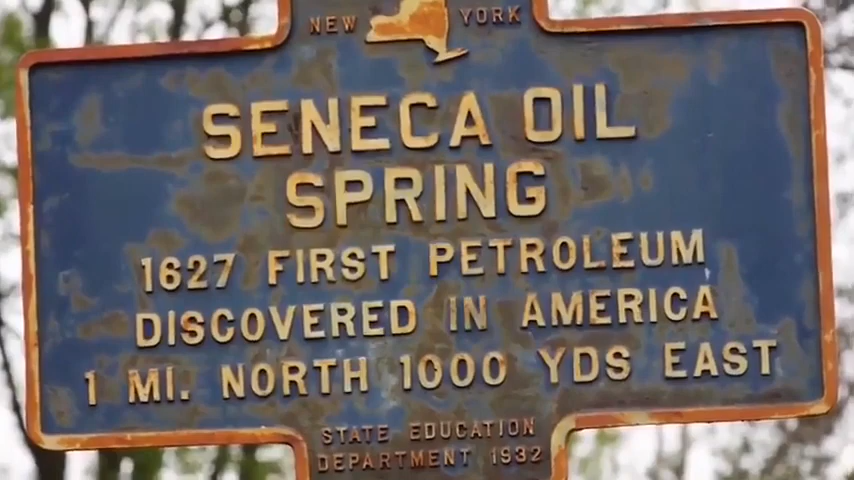 NEW YORK
SENECA OIL
SPRING
1627 FIRST PETROLEUM
DISCOVERED IN AMERICA
1 MI. NORTH 1000 YDS EAST
STATE EDUCATION
DEPARTMENT 1932